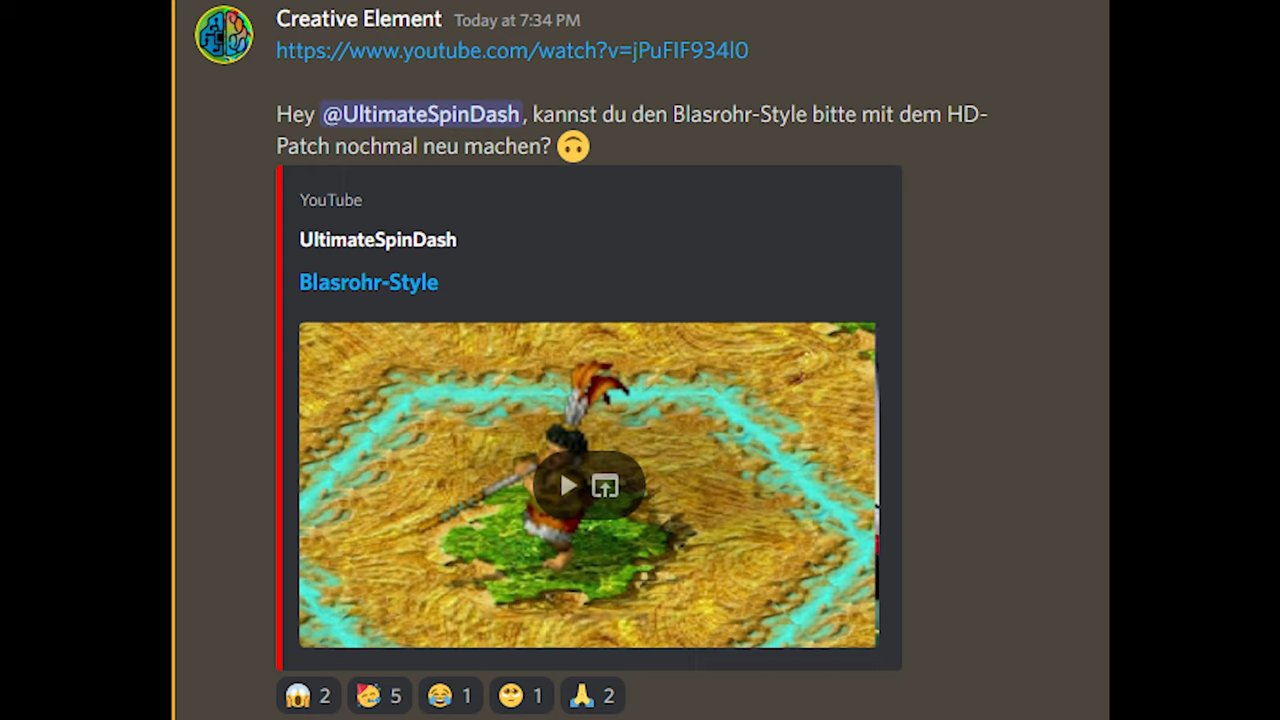 Creative Element Today at 7:34 PM
https://www.youtube.com/watch?v=jPuFIF934l0
Hey @UltimateSpinDash, kannst du den Blasrohr-Style bitte mit dem HD-
Patch nochmal neu machen? 🙃
YouTube
UltimateSpinDash
Blasrohr-Style
😱 2 🥳 5 😂 1 🥺 1 🙏 2